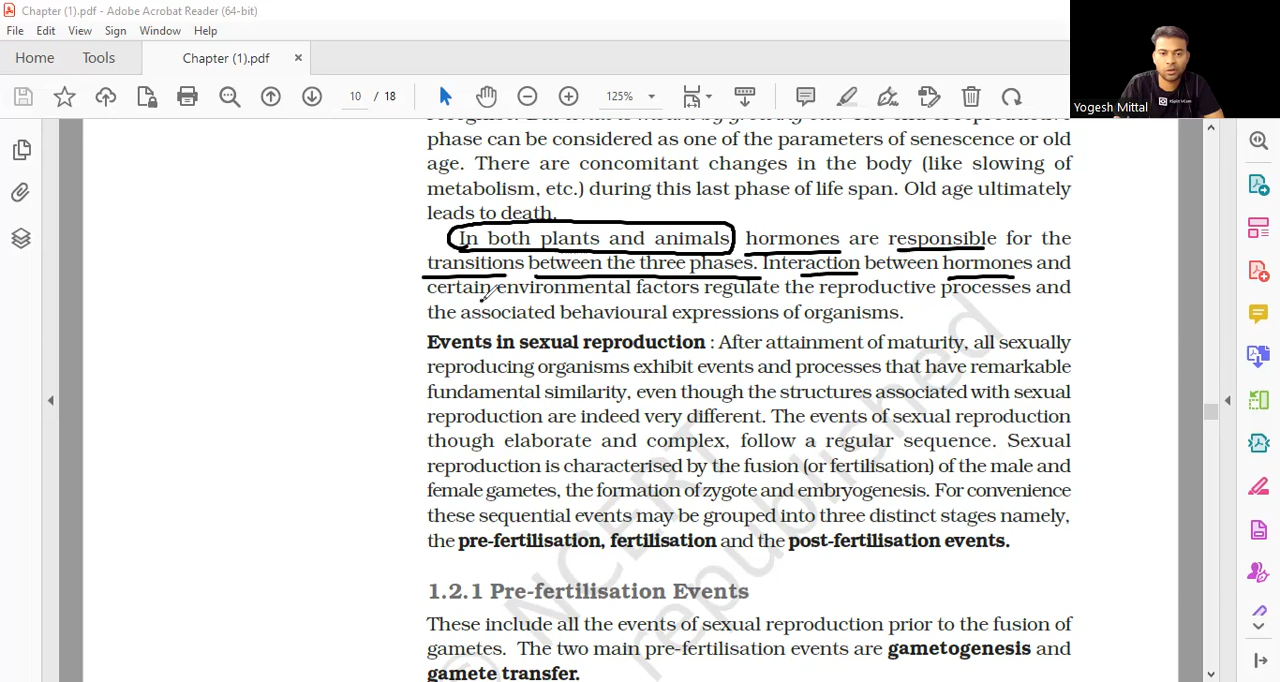 Chapter (1).pdf - Adobe Acrobat Reader (64-bit)
File Edit View Sign Window Help
Home Tools Chapter (1).pdf ×
10 / 18 125%
Yogesh Mittal
phase can be considered as one of the parameters of senescence or old
age. There are concomitant changes in the body (like slowing of
metabolism, etc.) during this last phase of life span. Old age ultimately
leads to death.
In both plants and animals, hormones are responsible for the
transitions between the three phases. Interaction between hormones and
certain environmental factors regulate the reproductive processes and
the associated behavioural expressions of organisms.
Events in sexual reproduction : After attainment of maturity, all sexually
reproducing organisms exhibit events and processes that have remarkable
fundamental similarity, even though the structures associated with sexual
reproduction are indeed very different. The events of sexual reproduction
though elaborate and complex, follow a regular sequence. Sexual
reproduction is characterised by the fusion (or fertilisation) of the male and
female gametes, the formation of zygote and embryogenesis. For convenience
these sequential events may be grouped into three distinct stages namely,
the pre-fertilisation, fertilisation and the post-fertilisation events.
1.2.1 Pre-fertilisation Events
These include all the events of sexual reproduction prior to the fusion of
gametes. The two main pre-fertilisation events are gametogenesis and
gamete transfer.
© NCERT
republished